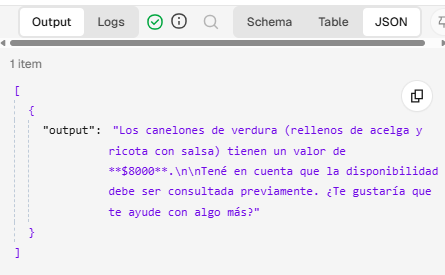 Output Logs Schema Table JSON
1 item
[
{
"output": "Los canelones de verdura (rellenos de acelga y
ricota con salsa) tienen un valor de
**$8000**.\n\nTené en cuenta que la disponibilidad
debe ser consultada previamente. ¿Te gustaría que
te ayude con algo más?"
}
]